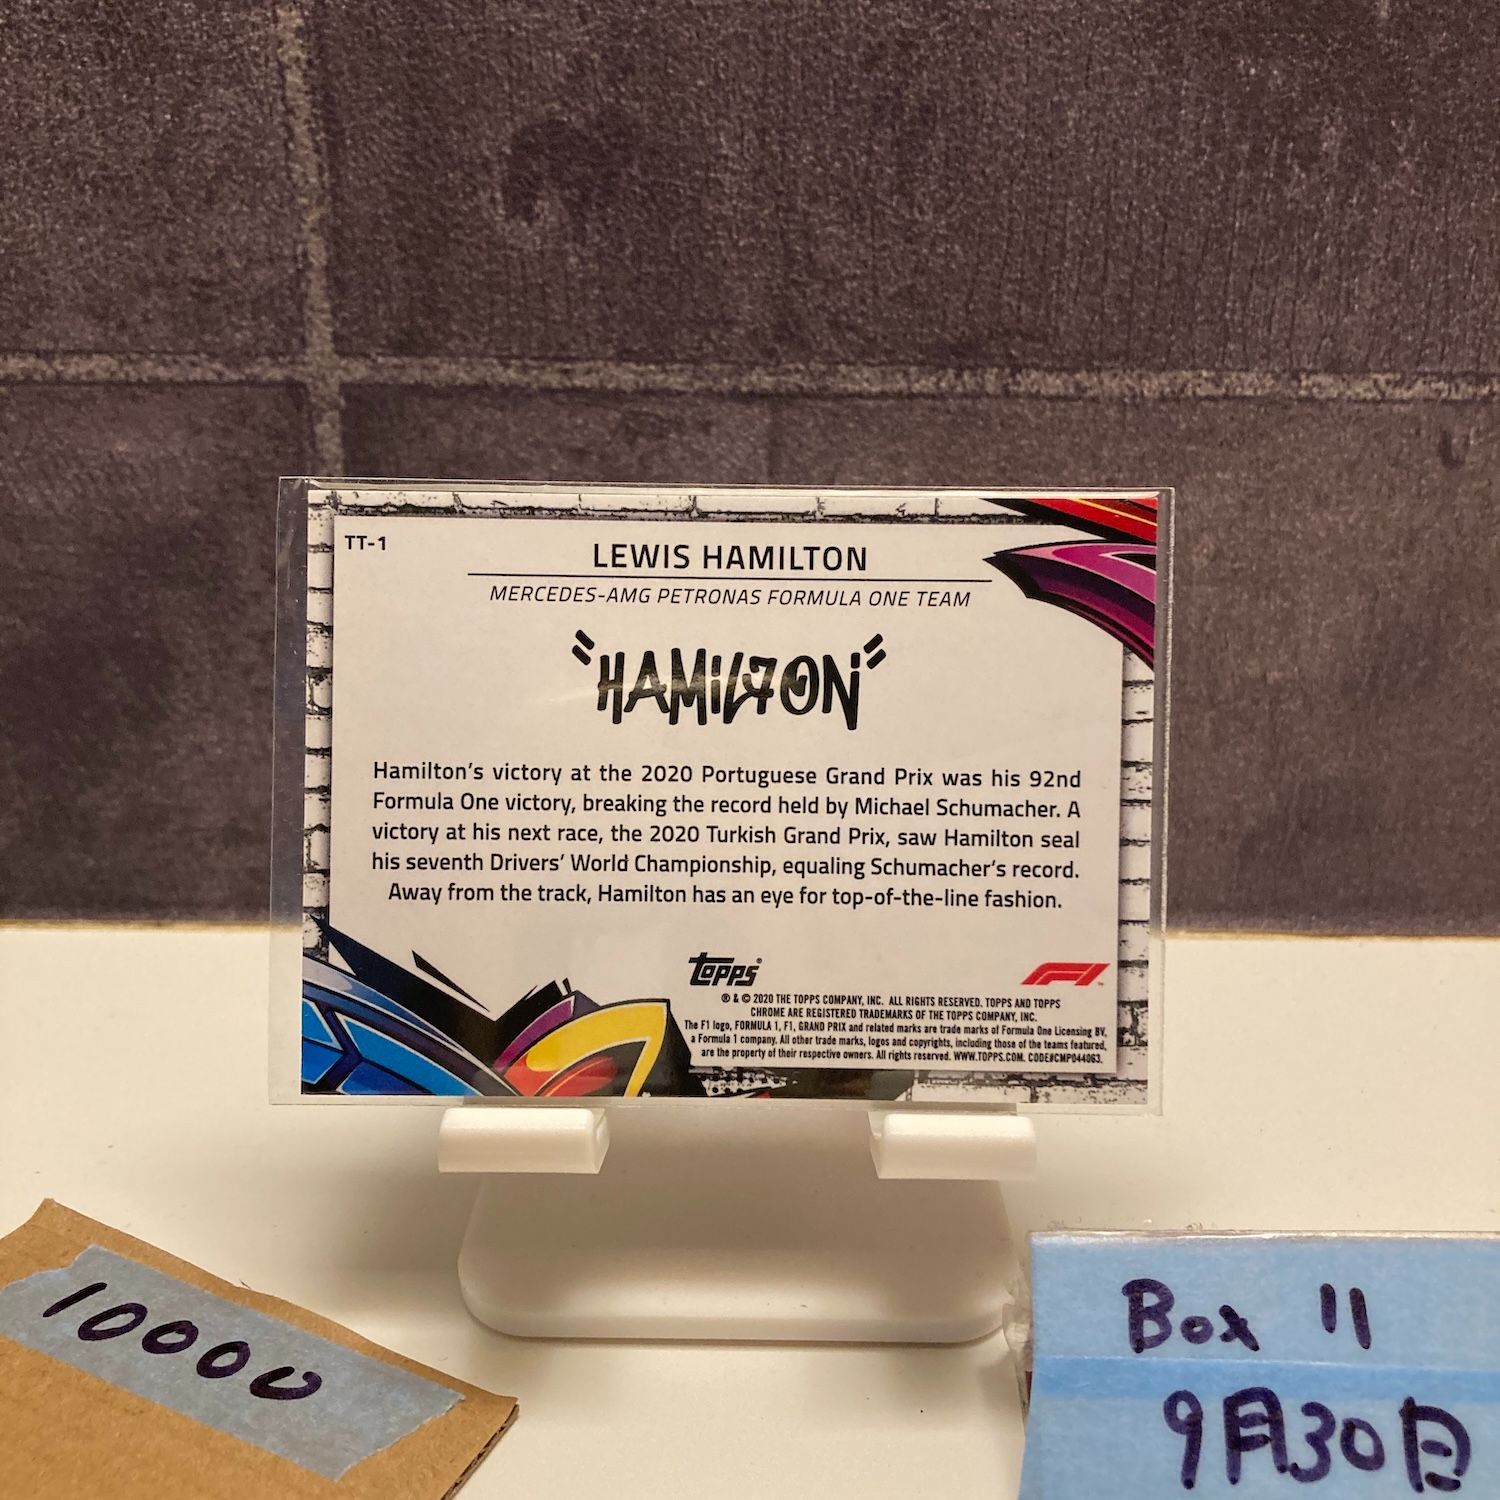 TT-1
LEWIS HAMILTON
MERCEDES-AMG PETRONAS FORMULA ONE TEAM
"HAMILTON"
Hamilton's victory at the 2020 Portuguese Grand Prix was his 92nd
Formula One victory, breaking the record held by Michael Schumacher. A
victory at his next race, the 2020 Turkish Grand Prix, saw Hamilton seal
his seventh Drivers' World Championship, equaling Schumacher's record.
Away from the track, Hamilton has an eye for top-of-the-line fashion.
topps®
F1™
® & © 2020 THE TOPPS COMPANY, INC. ALL RIGHTS RESERVED. TOPPS AND TOPPS
CHROME ARE REGISTERED TRADEMARKS OF THE TOPPS COMPANY, INC.
The F1 logo, FORMULA 1, F1, GRAND PRIX and related marks are trade marks of Formula One Licensing BV,
a Formula 1 company. All other trade marks, logos and copyrights, including those of the teams featured,
are the property of their respective owners. All rights reserved. WWW.TOPPS.COM. CODE#CMP044063.
10000
Box 11
9月30日